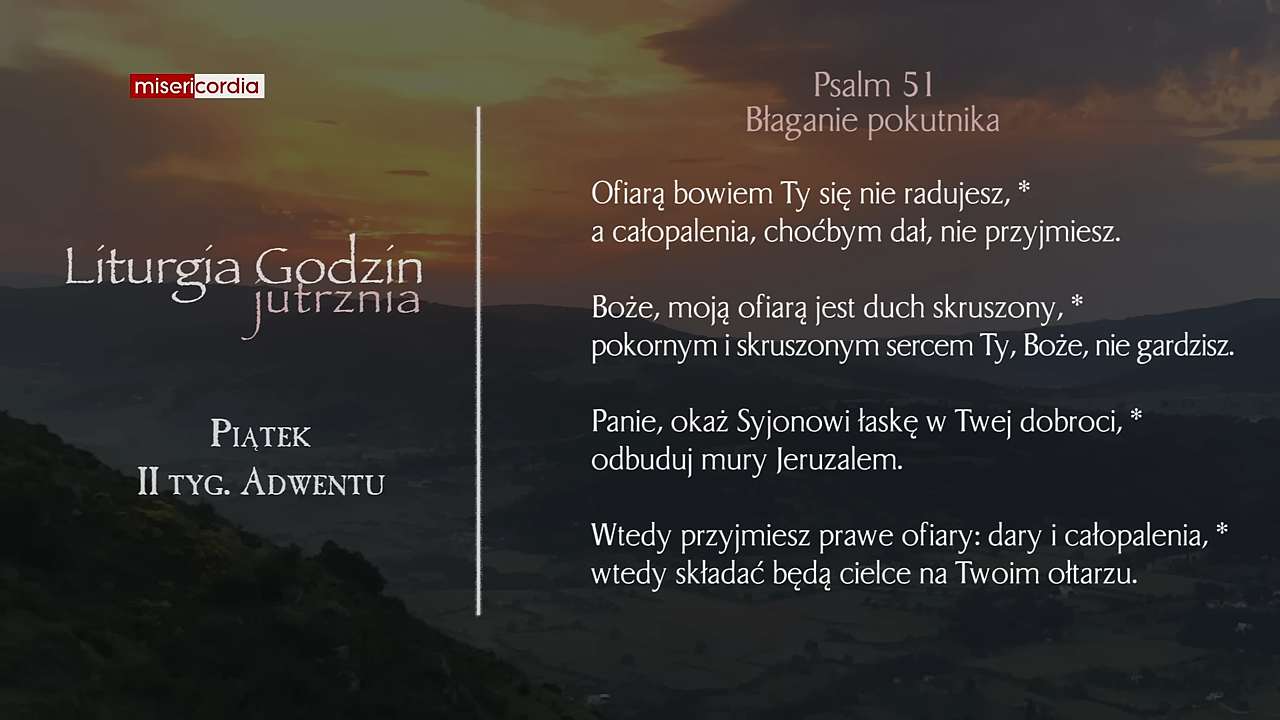 misericordia
Liturgia Godzin
jutrznia
Piątek
II tyg. Adwentu
Psalm 51
Błaganie pokutnika
Ofiarą bowiem Ty się nie radujesz, *
a całopalenia, choćbym dał, nie przyjmiesz.
Boże, moją ofiarą jest duch skruszony, *
pokornym i skruszonym sercem Ty, Boże, nie gardzisz.
Panie, okaż Syjonowi łaskę w Twej dobroci, *
odbuduj mury Jeruzalem.
Wtedy przyjmiesz prawe ofiary: dary i całopalenia, *
wtedy składać będą cielce na Twoim ołtarzu.